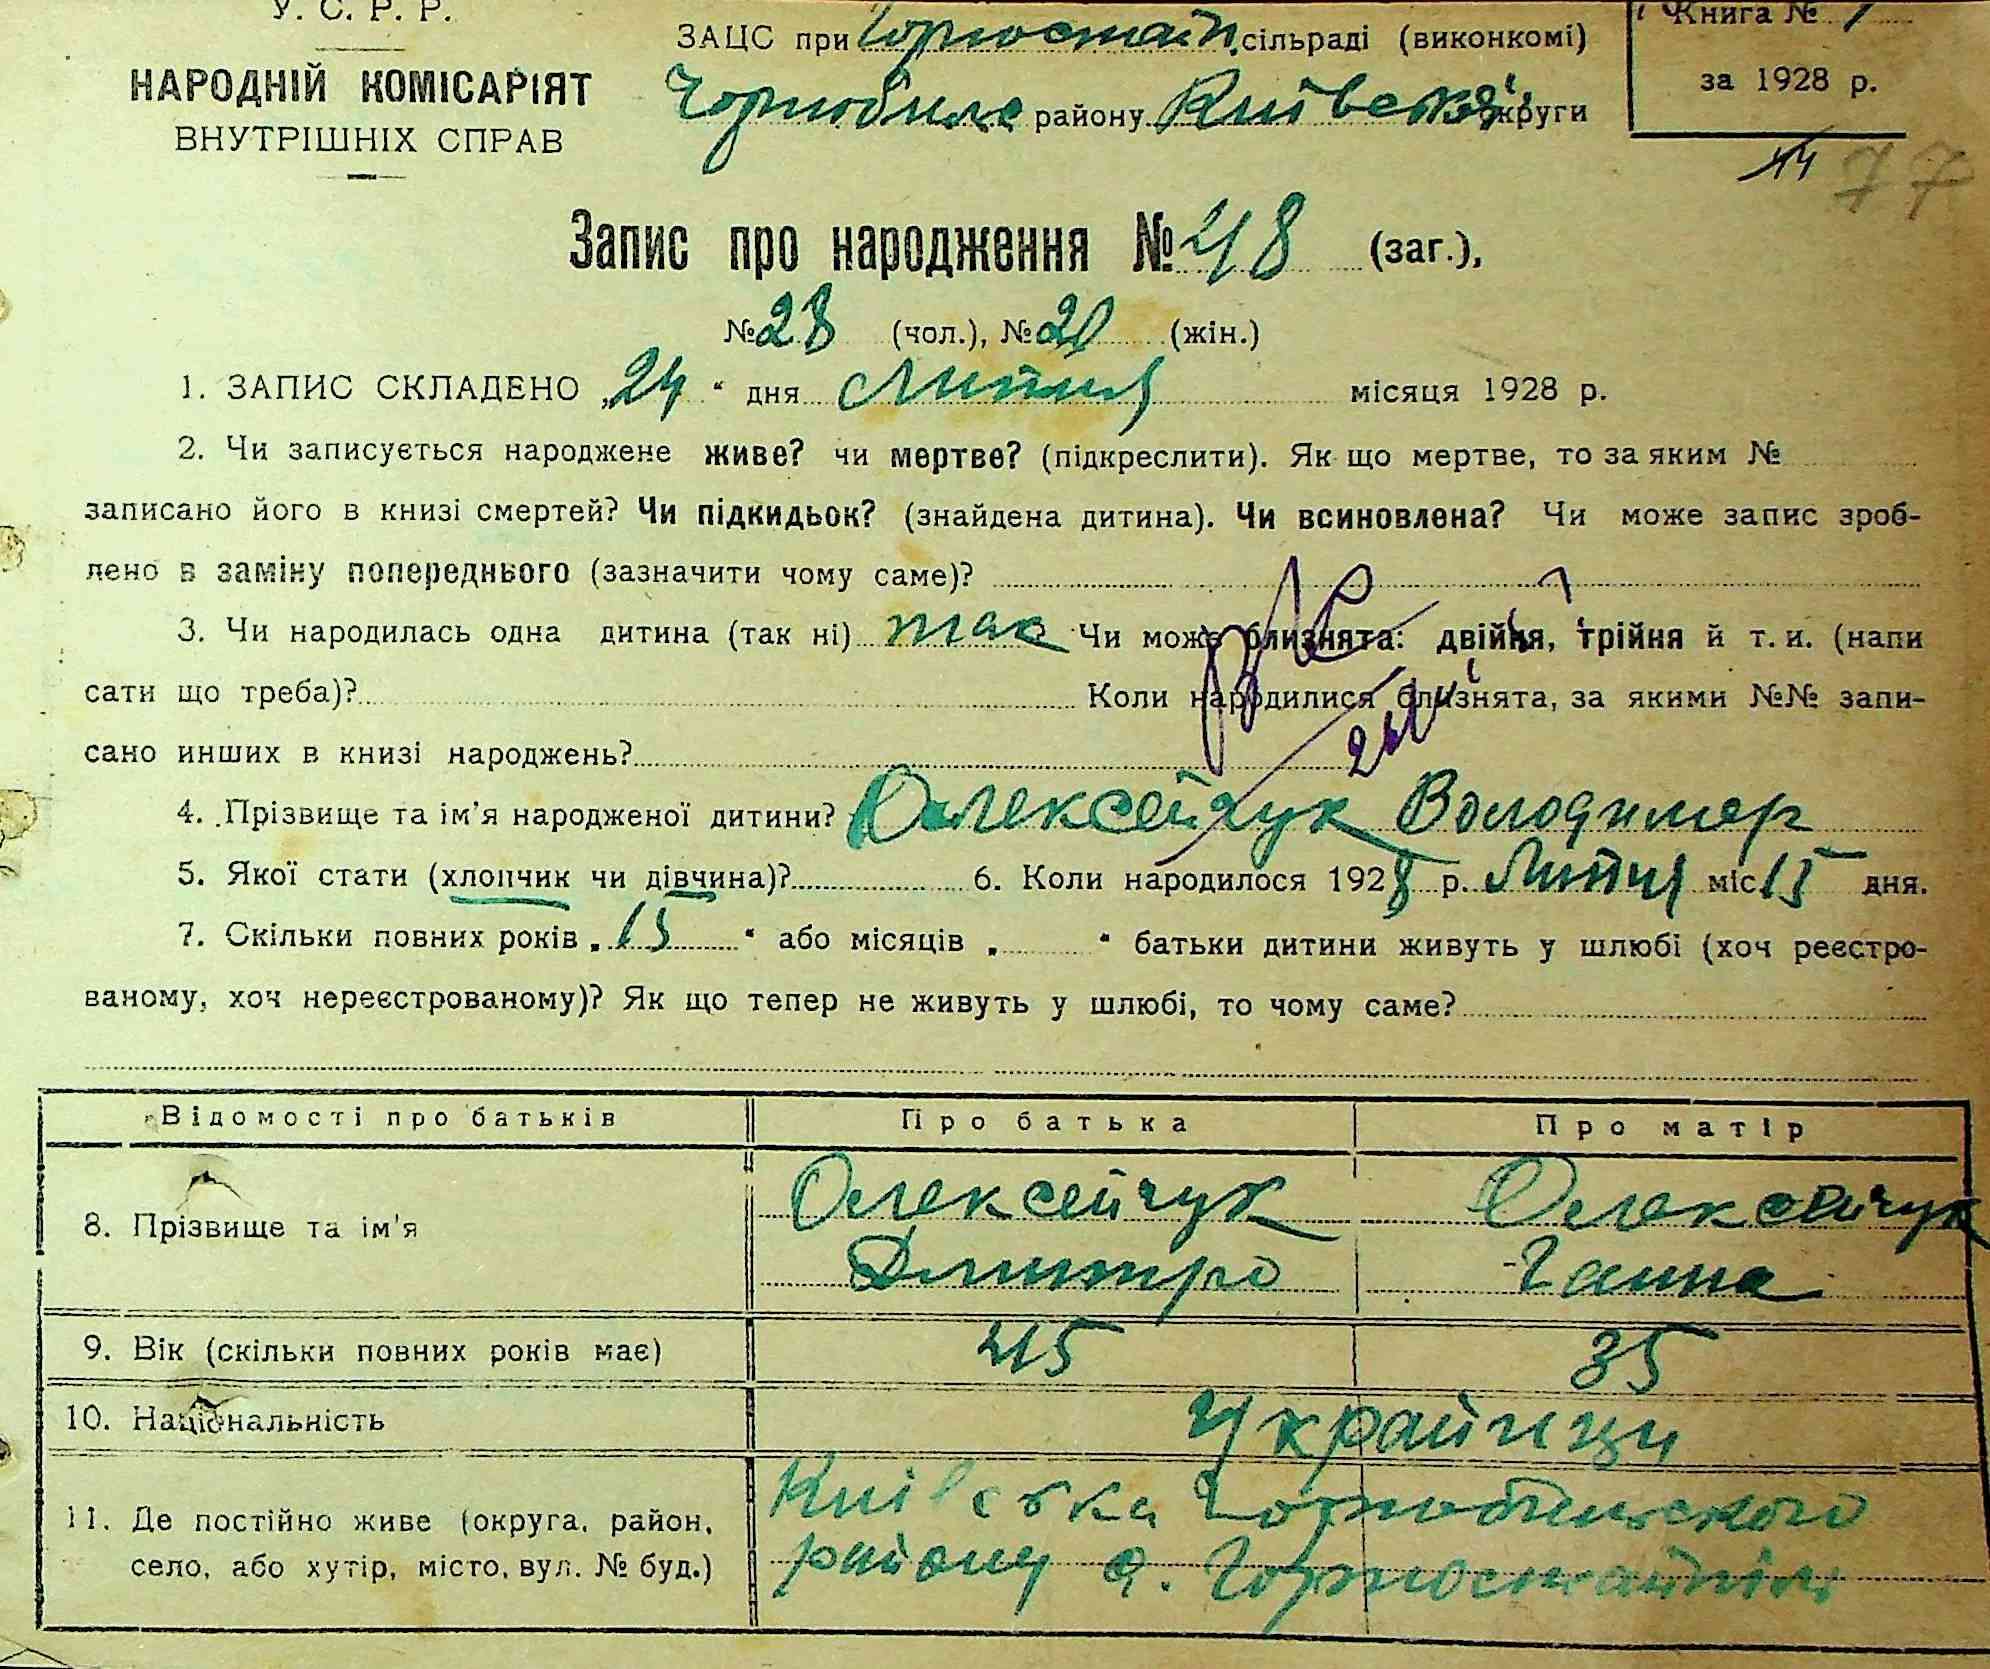 У. С. Р. Р.
НАРОДНІЙ КОМІСАРІЯТ
ВНУТРІШНІХ СПРАВ
ЗАЦС при Горностайп. сільраді (виконкомі)
Чорнобил. району Київської округи
Книга № 1
за 1928 р.
77
Запис про народження № 48 (заг.),
№ 28 (чол.), № 20 (жін.)
1. ЗАПИС СКЛАДЕНО „24“ дня Липня місяця 1928 р.
2. Чи записується народжене живе? чи мертве? (підкреслити). Як що мертве, то за яким №
записано його в книзі смертей? Чи підкидьок? (знайдена дитина). Чи всиновлена? Чи може запис зроб-
лено в заміну попереднього (зазначити чому саме)?
3. Чи народилась одна дитина (так ні) так Чи може близнята: двійня, трійня й т. и. (напи
сати що треба)? Коли народилися близнята, за якими №№ запи-
сано инших в книзі народжень?
4. Прізвище та ім'я народженої дитини? Олексейчук Володимер
5. Якої стати (хлопчик чи дівчина)? 6. Коли народилося 1928 р. Липня міс 15 дня.
7. Скільки повних років „15“ або місяців „ “ батьки дитини живуть у шлюбі (хоч реєстро-
ваному, хоч нереєстрованому)? Як що тепер не живуть у шлюбі, то чому саме?
Відомості про батьків Про батька Про матір
8. Прізвище та ім'я Олексейчук Дмитро Олексейчук Ганна
9. Вік (скільки повних років має) 45 35
10. Національність Украйнци
11. Де постійно живе (округа, район, село, або хутір, місто, вул. № буд.) Київська Чорнобильского
району с. Горностайпіль